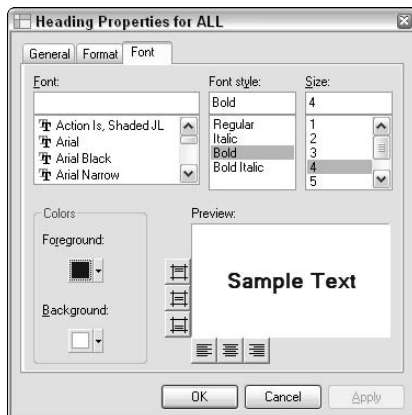 Heading Properties for ALL
General Format Font
Font: Font style: Size:
Bold 4
Action Is, Shaded JL
Arial
Arial Black
Arial Narrow
Regular
Italic
Bold
Bold Italic
1
2
3
4
5
Colors
Foreground:
Background:
Preview:
Sample Text
OK Cancel Apply